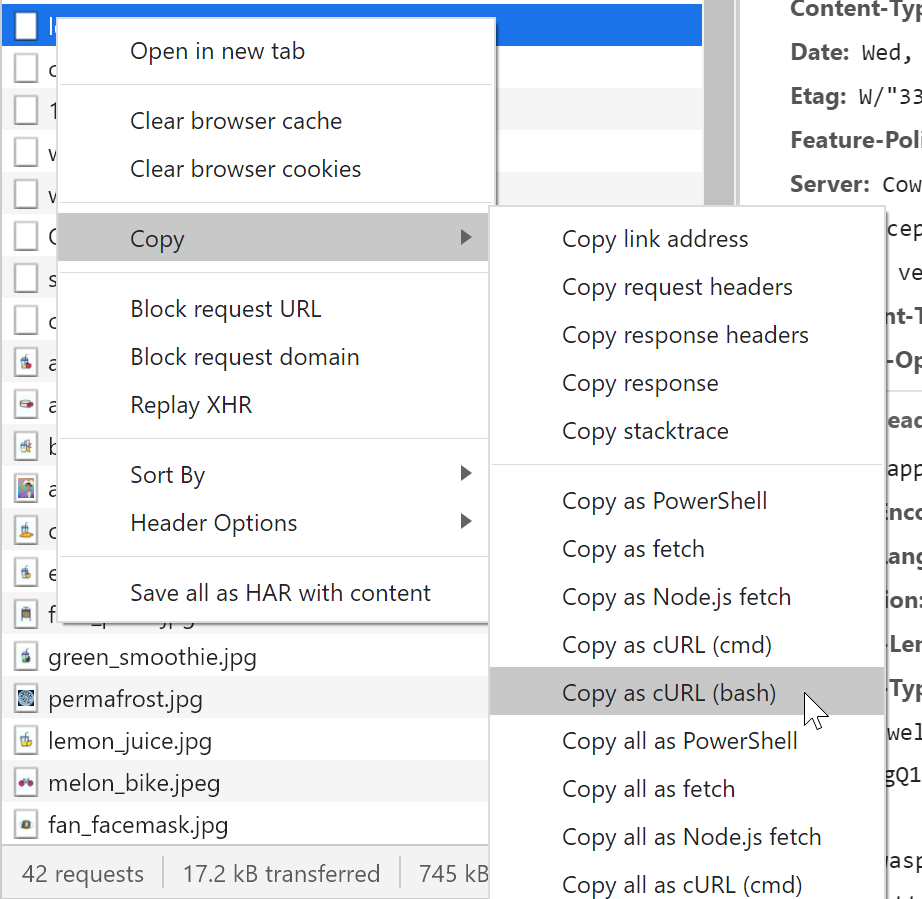 Open in new tab
Clear browser cache
Clear browser cookies
Copy
Block request URL
Block request domain
Replay XHR
Sort By
Header Options
Save all as HAR with content
green_smoothie.jpg
permafrost.jpg
lemon_juice.jpg
melon_bike.jpeg
fan_facemask.jpg
42 requests
17.2 kB transferred
745 kB
Copy link address
Copy request headers
Copy response headers
Copy response
Copy stacktrace
Copy as PowerShell
Copy as fetch
Copy as Node.js fetch
Copy as cURL (cmd)
Copy as cURL (bash)
Copy all as PowerShell
Copy all as fetch
Copy all as Node.js fetch
Copy all as cURL (cmd)
Content-Typ
Date: Wed,
Etag: W/"33
Feature-Poli
Server: Cow